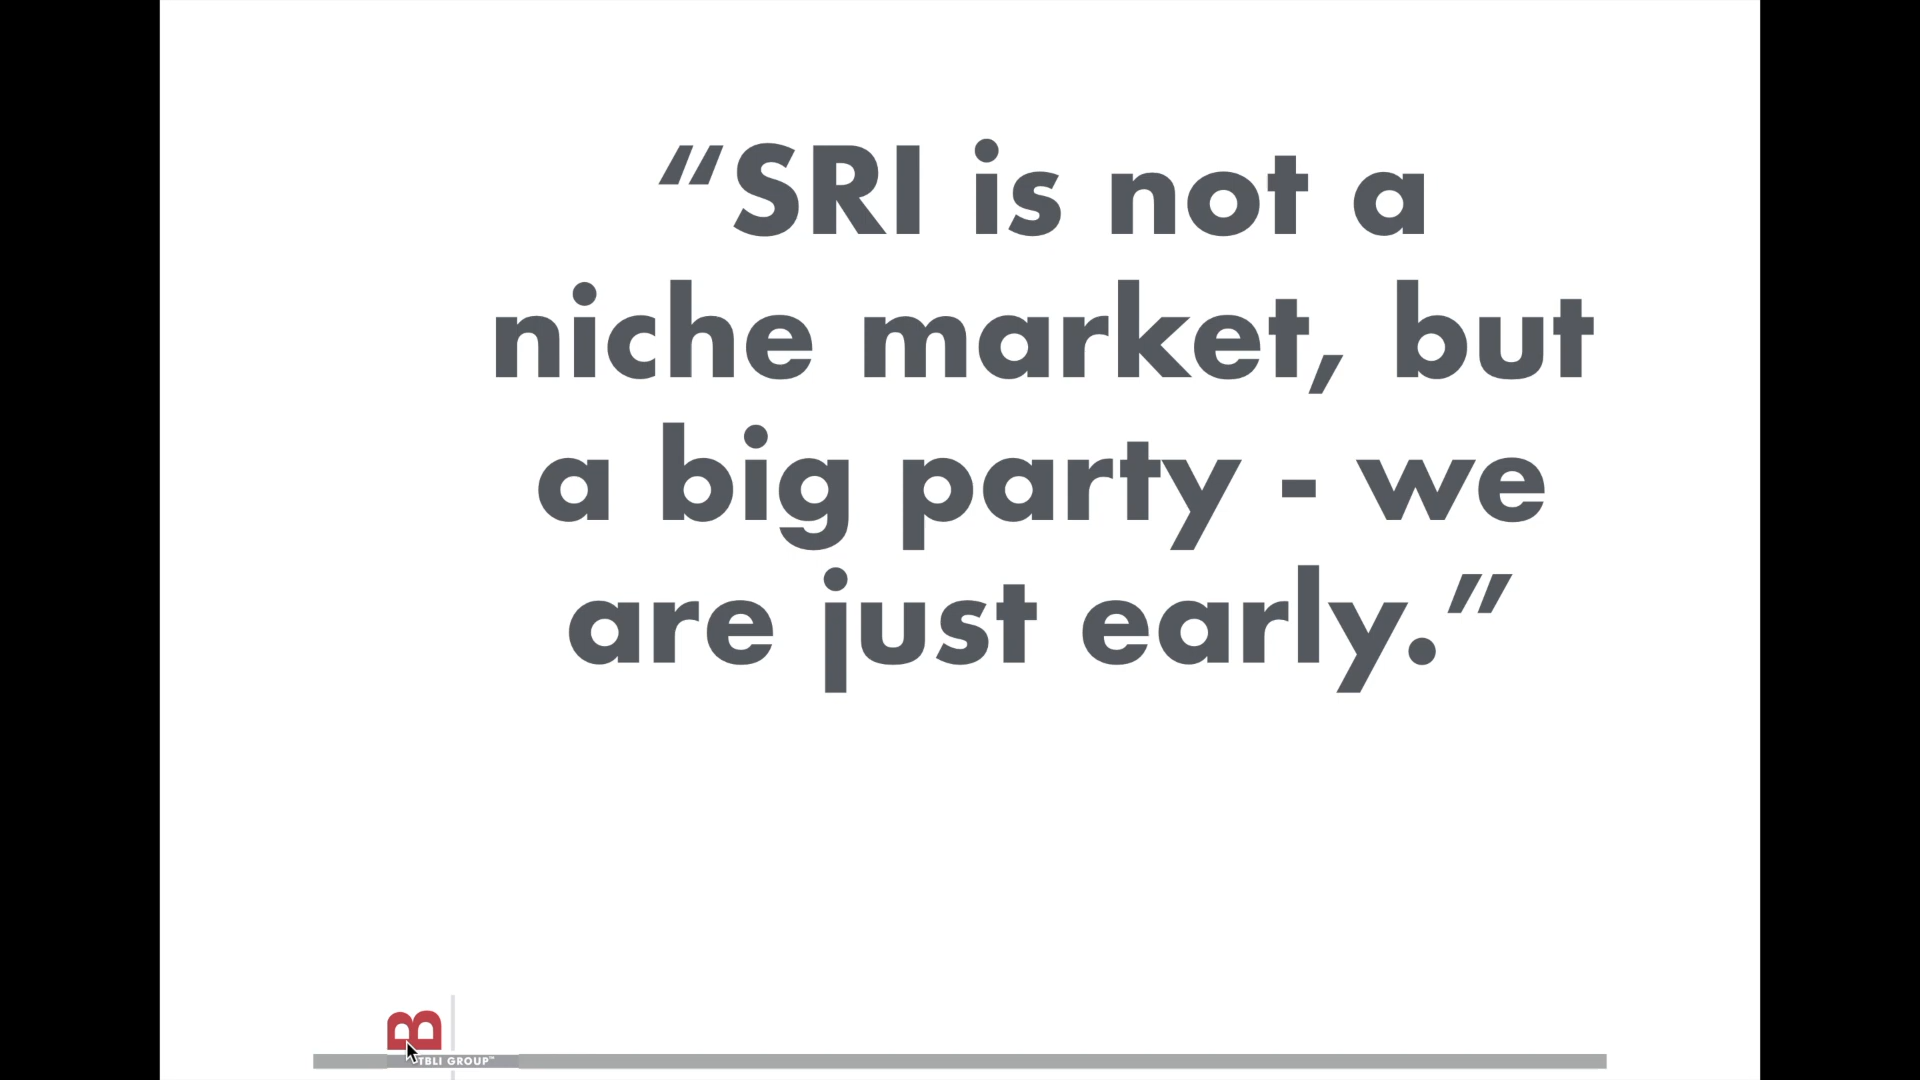 “SRI is not a
niche market, but
a big party - we
are just early.”
B
TBLI GROUP™